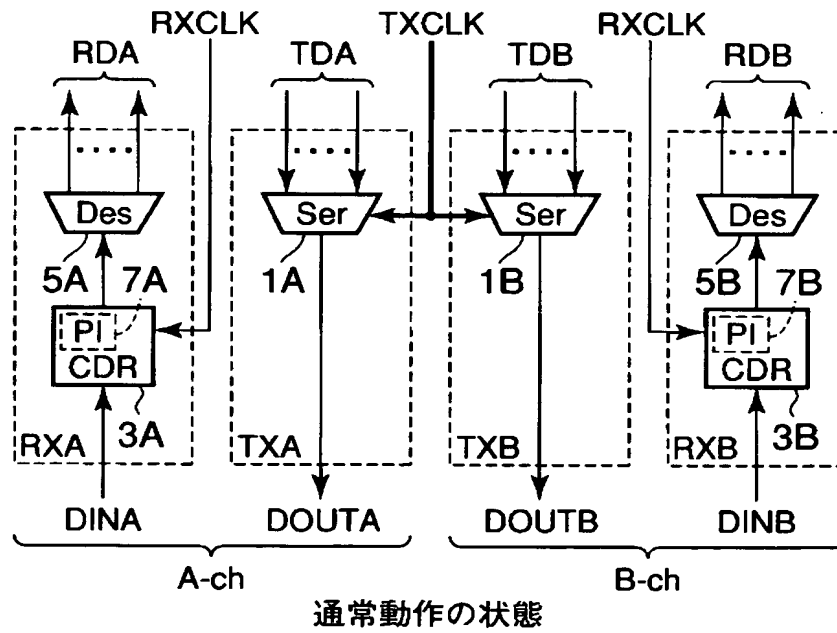 RXCLK TXCLK RXCLK
RDA TDA TDB RDB
Des Ser Ser Des
5A 7A 1A 1B 5B 7B
PI PI
CDR CDR
3A 3B
RXA TXA TXB RXB
DINA DOUTA DOUTB DINB
A-ch B-ch
通常動作の状態